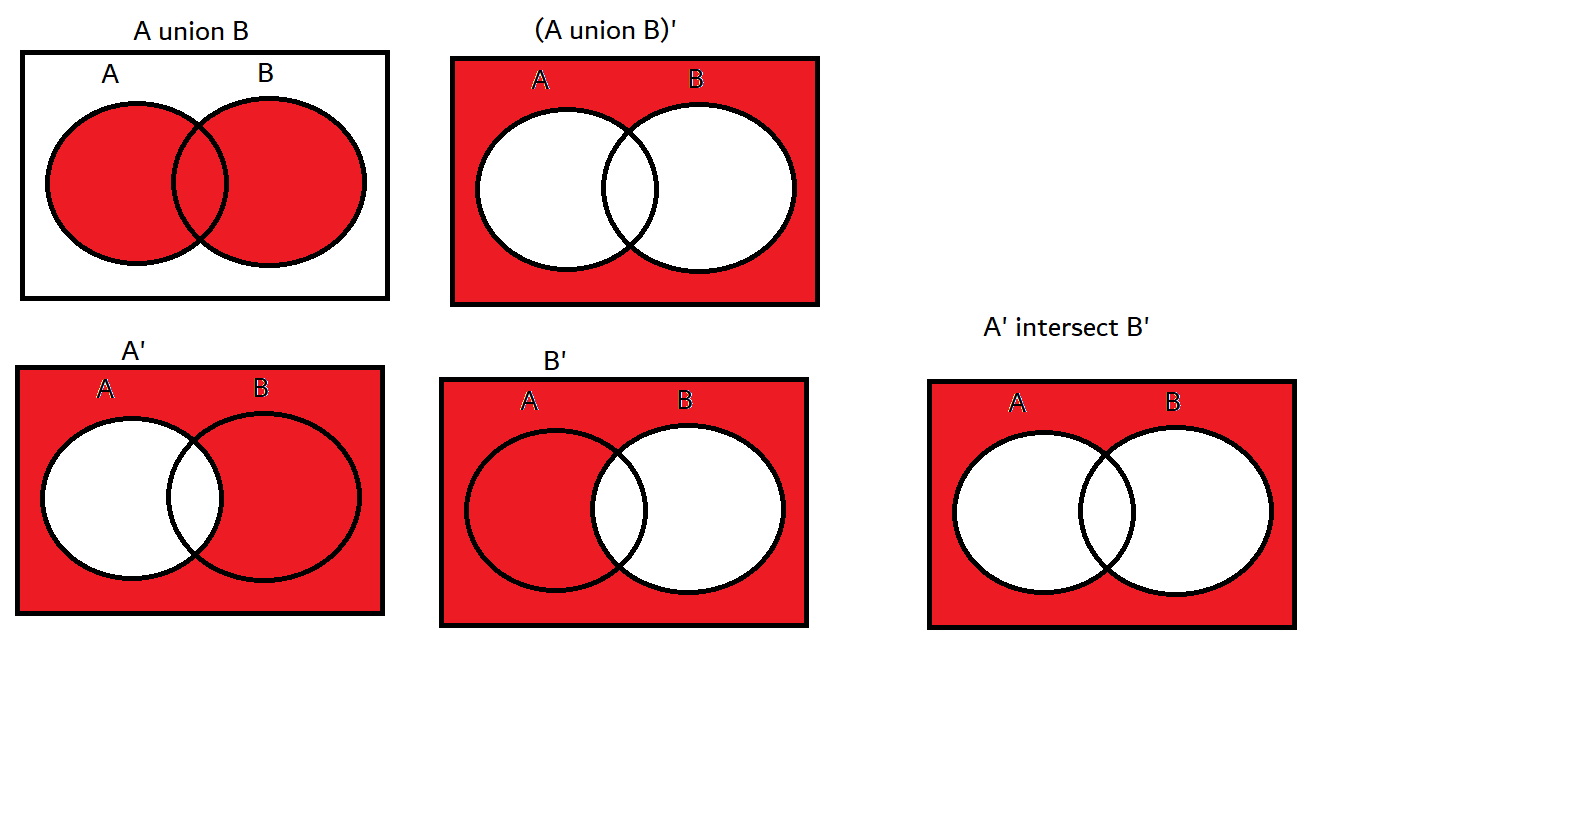 A union B
A B
(A union B)'
A B
A'
A B
B'
A B
A' intersect B'
A B